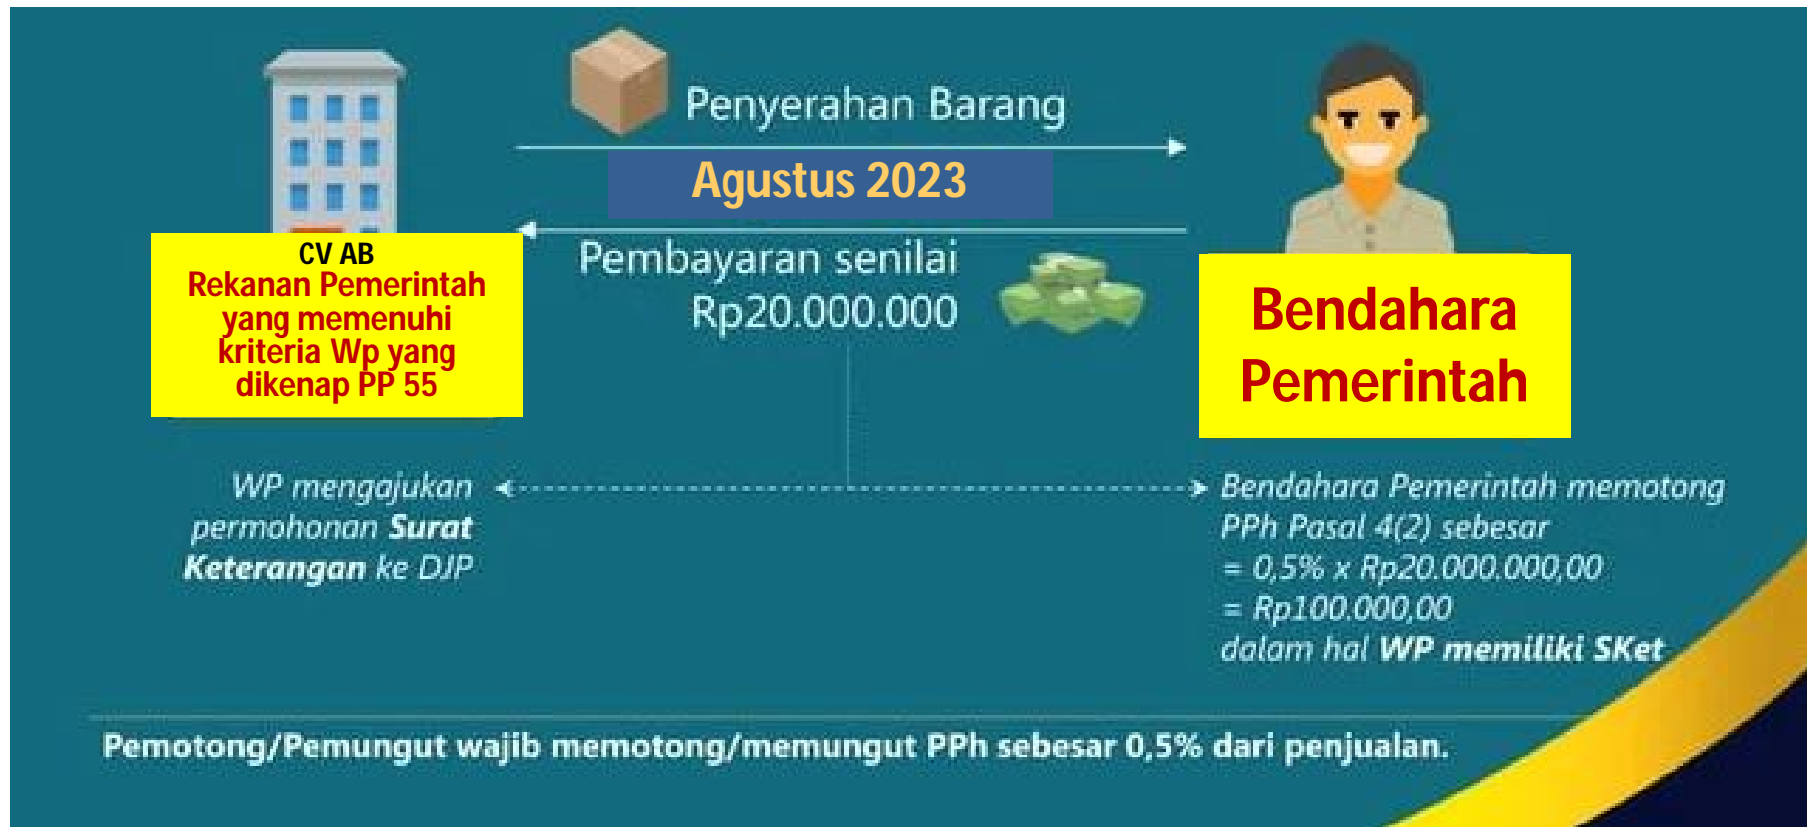 Penyerahan Barang
Agustus 2023
Pembayaran senilai
Rp20.000.000
CV AB
Rekanan Pemerintah
yang memenuhi
kriteria Wp yang
dikenap PP 55
Bendahara
Pemerintah
WP mengajukan
permohonan Surat
Keterangan ke DJP
Bendahara Pemerintah memotong
PPh Pasal 4(2) sebesar
= 0,5% x Rp20.000.000,00
= Rp100.000,00
dalam hal WP memiliki SKet
Pemotong/Pemungut wajib memotong/memungut PPh sebesar 0,5% dari penjualan.